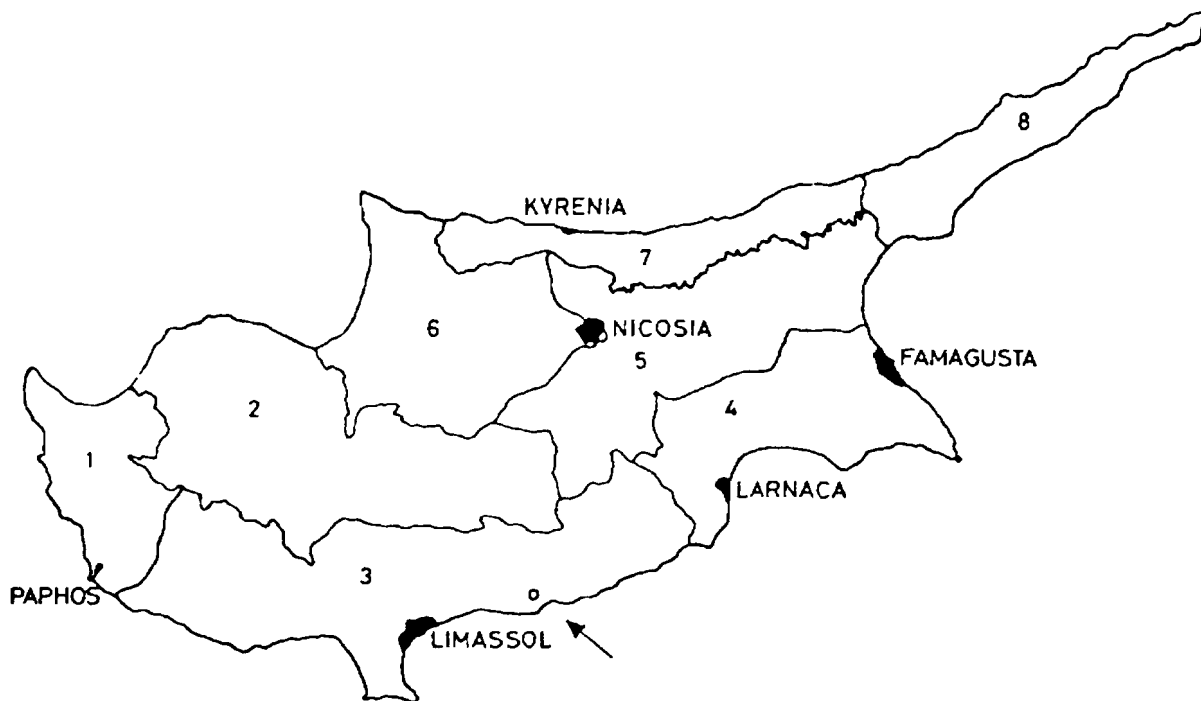 8
KYRENIA
7
6
NICOSIA
5
FAMAGUSTA
2
4
1
LARNACA
3
PAPHOS
LIMASSOL